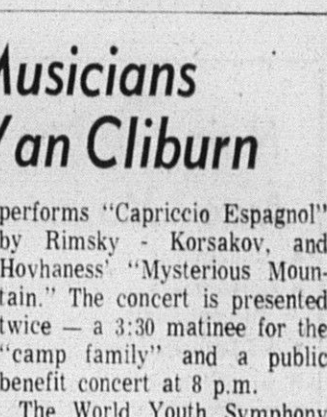 Musicians
Van Cliburn
performs "Capriccio Espagnol"
by Rimsky - Korsakov, and
Hovhaness' "Mysterious Moun-
tain." The concert is presented
twice — a 3:30 matinee for the
"camp family" and a public
benefit concert at 8 p.m.
The World Youth Symphony